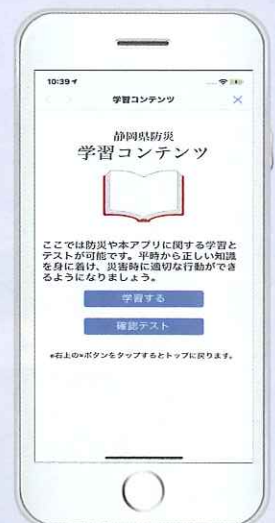 10:39
学習コンテンツ
静岡県防災
学習コンテンツ
ここでは防災や本アプリに関する学習と
テストが可能です。平時から正しい知識
を身に着け、災害時に適切な行動ができ
るようになりましょう。
学習する
確認テスト
※右上の×ボタンをタップするとトップに戻ります。